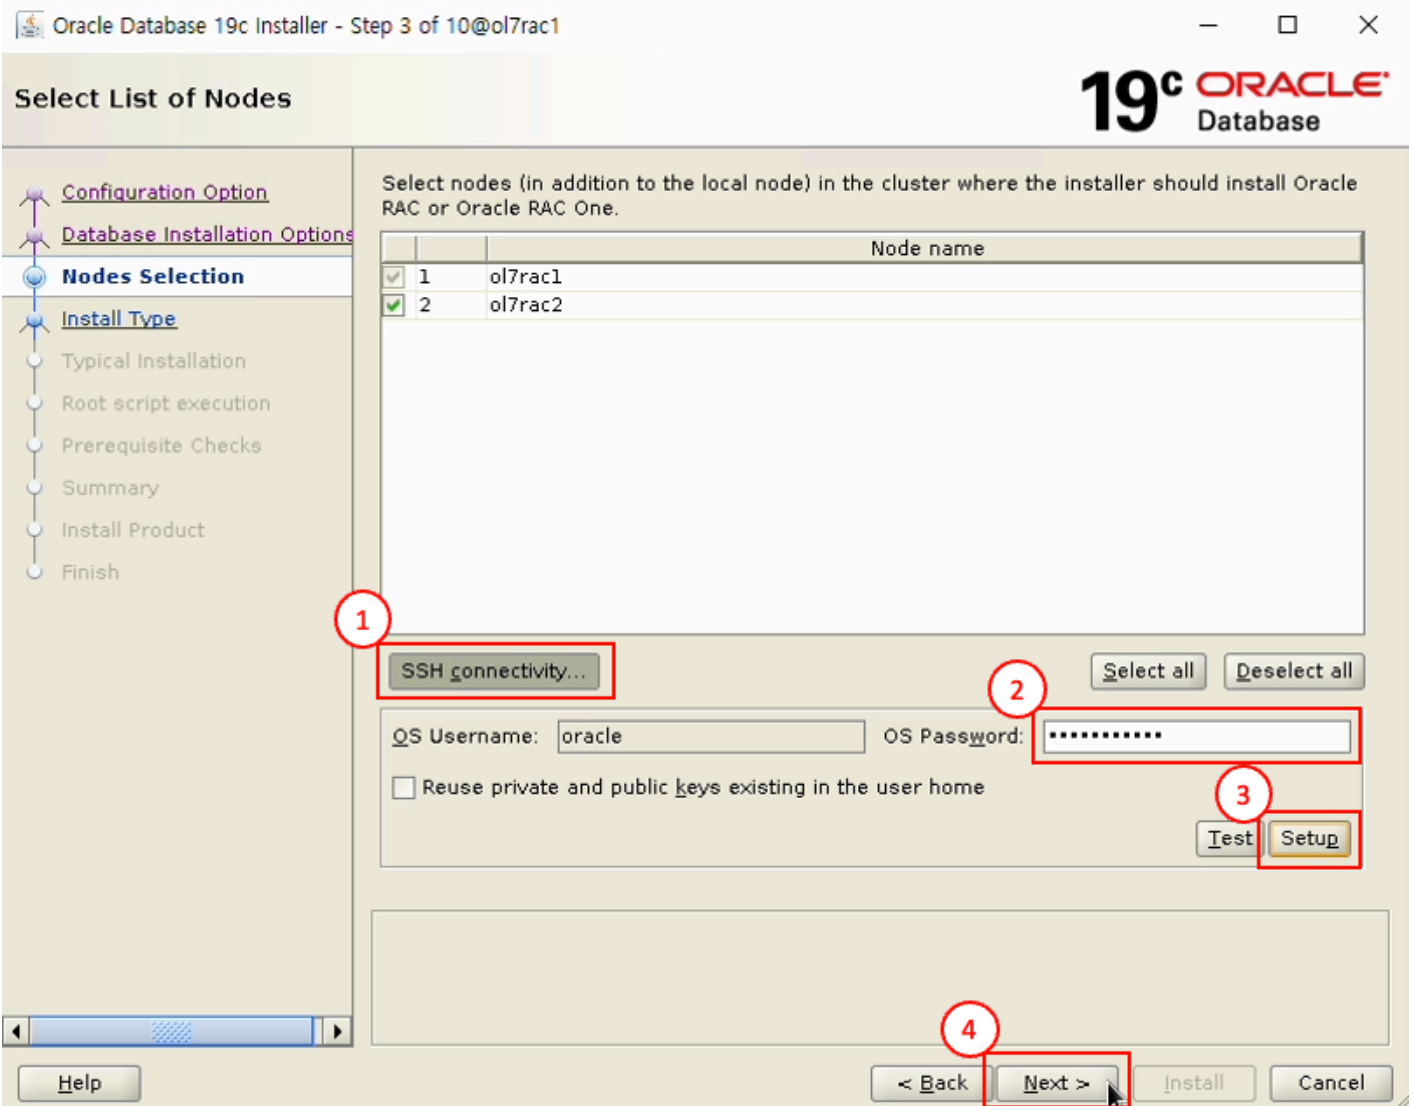 Oracle Database 19c Installer - Step 3 of 10@ol7rac1
Select List of Nodes
19c ORACLE
Database
Configuration Option
Database Installation Options
Nodes Selection
Install Type
Typical Installation
Root script execution
Prerequisite Checks
Summary
Install Product
Finish
Select nodes (in addition to the local node) in the cluster where the installer should install Oracle
RAC or Oracle RAC One.
Node name
1 ol7rac1
2 ol7rac2
1
SSH connectivity...
Select all
Deselect all
2
OS Username: oracle
OS Password: •••••••••••
Reuse private and public keys existing in the user home
3
Test
Setup
4
Help
< Back
Next >
Install
Cancel